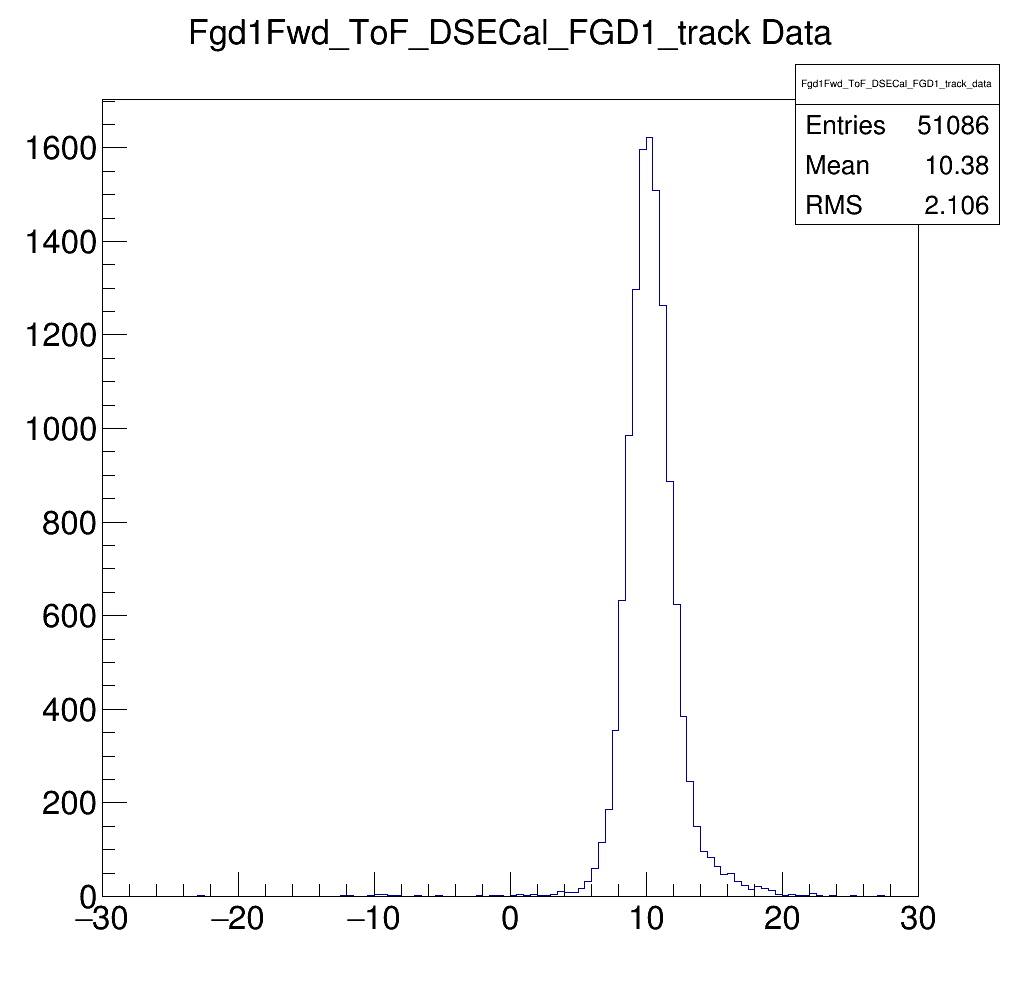 Fgd1Fwd_ToF_DSECal_FGD1_track Data
Fgd1Fwd_ToF_DSECal_FGD1_track_data
Entries 51086
Mean 10.38
RMS 2.106
1600
1400
1200
1000
800
600
400
200
0
−30 −20 −10 0 10 20 30